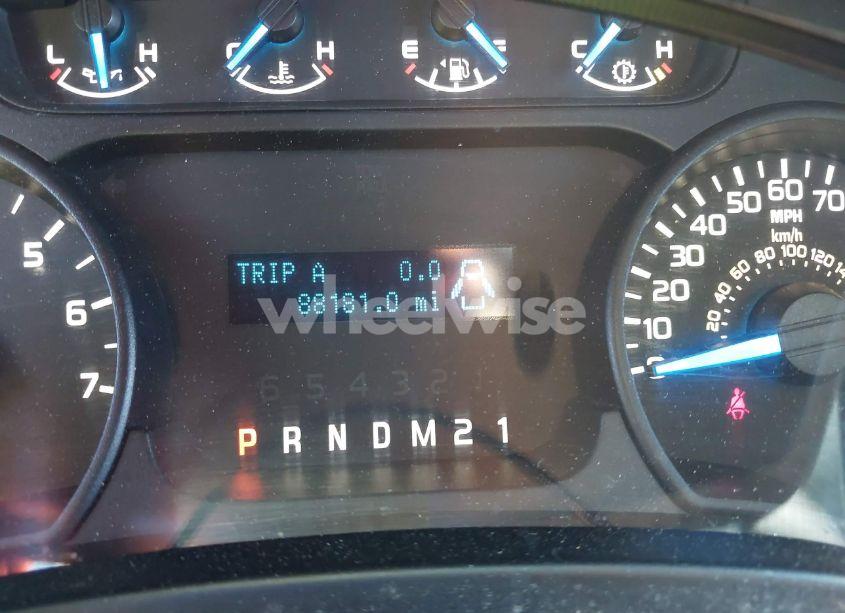 L H C H E F C H
5
6
7
TRIP A 0.0
88181.0 mi
wheelwise
6 5 4 3 2 1
P R N D M 2 1
0 10 20 30 40 50 60 70
MPH
km/h
20 40 60 80 100 120